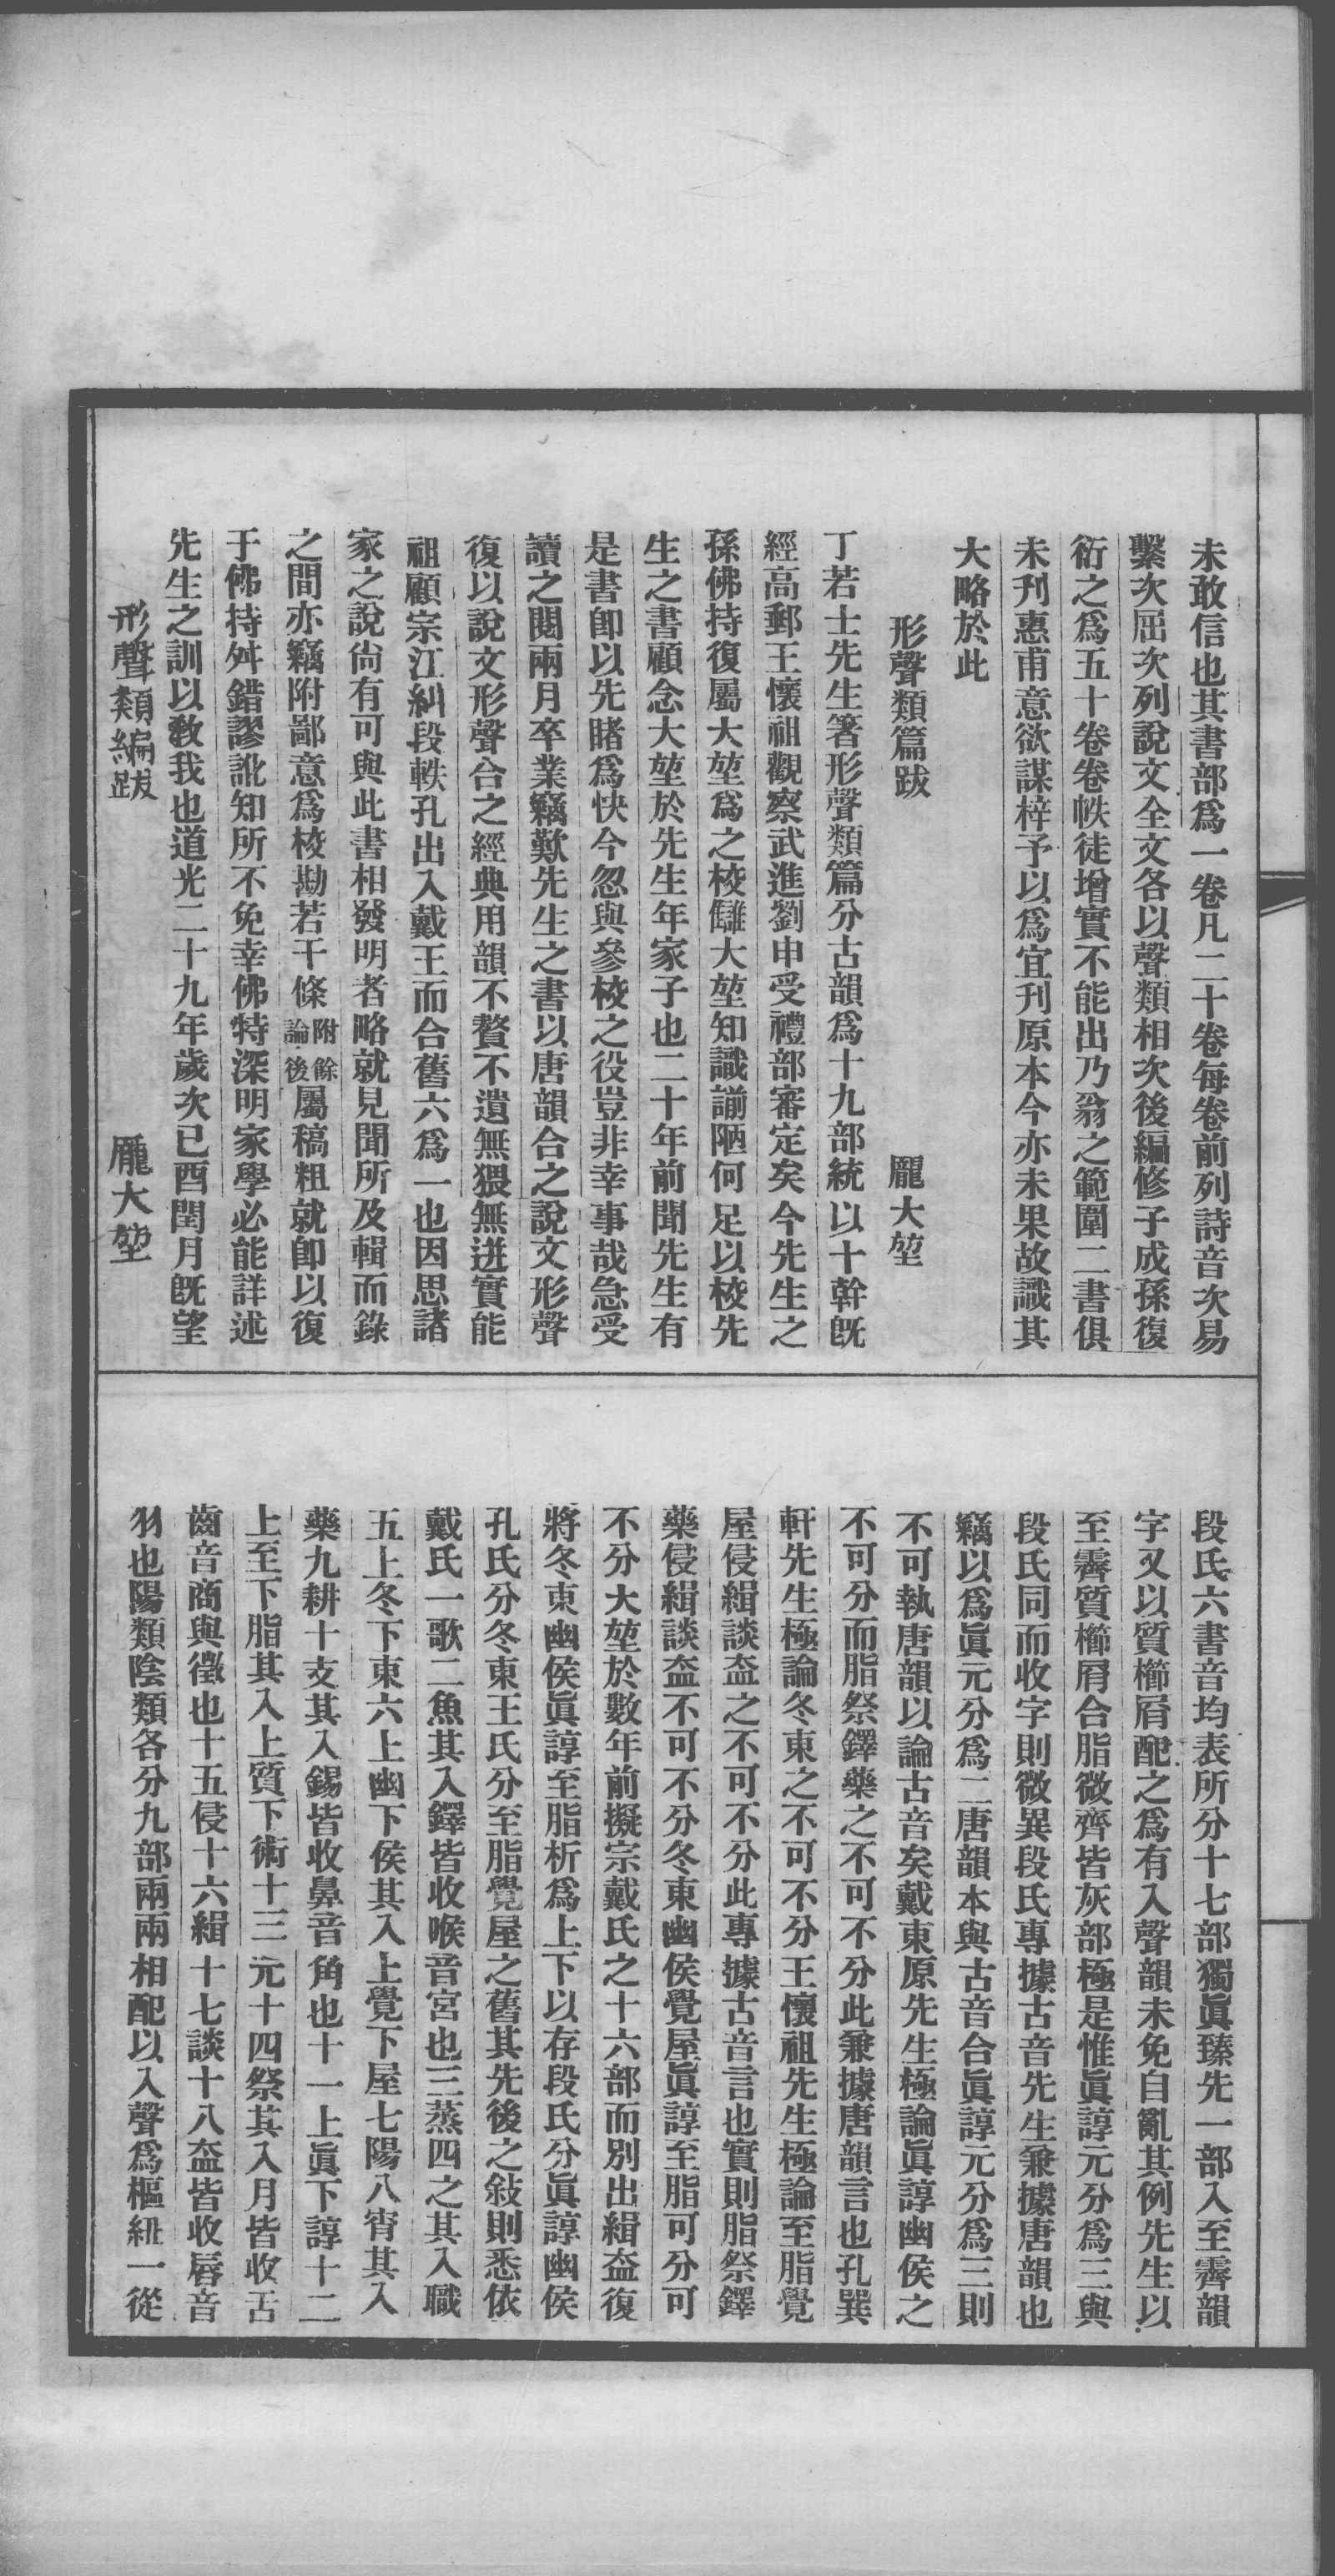 未敢信也其書部爲一卷凡二十卷每卷前列詩音次易
繫次屈次列說文全文各以聲類相次後編修子成孫復
衍之爲五十卷卷帙徒增實不能出乃翁之範圍二書俱
未刊惠甫意欲謀梓予以爲宜刊原本今亦未果故識其
大略於此
形聲類篇跋 龎大堃
丁若士先生箸形聲類篇分古韻爲十九部統以十幹旣
經高郵王懷祖觀察武進劉申受禮部審定矣今先生之
孫佛持復屬大堃爲之校讎大堃知識謭陋何足以校先
生之書顧念大堃於先生年家子也二十年前聞先生有
是書卽以先睹爲快今忽與參校之役豈非幸事哉急受
讀之閱兩月卒業竊歎先生之書以唐韻合之說文形聲
復以說文形聲合之經典用韻不贅不遺無猥無迸實能
祖顧宗江糾段軼孔出入戴王而合舊六爲一也因思諸
家之說尙有可與此書相發明者略就見聞所及輯而錄
之間亦竊附鄙意爲校勘若干條附餘論後屬稿粗就卽以復
于佛持舛錯謬訛知所不免幸佛特深明家學必能詳述
先生之訓以敎我也道光二十九年歲次已酉閏月旣望
形聲類編跋 龎大堃
段氏六書音均表所分十七部獨眞臻先一部入至霽韻
字又以質櫛屑配之爲有入聲韻未免自亂其例先生以
至霽質櫛屑合脂微齊皆灰部極是惟眞諄元分爲三與
段氏同而收字則微異段氏專據古音先生兼據唐韻也
竊以爲眞元分爲二唐韻本與古音合眞諄元分爲三則
不可執唐韻以論古音矣戴東原先生極論眞諄幽侯之
不可分而脂祭鐸藥之不可不分此兼據唐韻言也孔巽
軒先生極論冬東之不可不分王懷祖先生極論至脂覺
屋侵緝談盍之不可不分此專據古音言也實則脂祭鐸
藥侵緝談盍不可不分冬東幽侯覺屋眞諄至脂可分可
不分大堃於數年前擬宗戴氏之十六部而別出緝盍復
將冬東幽侯眞諄至脂析爲上下以存段氏分眞諄幽侯
孔氏分冬東王氏分至脂覺屋之舊其先後之敍則悉依
戴氏一歌二魚其入鐸皆收喉音宮也三蒸四之其入職
五上冬下東六上幽下侯其入上覺下屋七陽八宵其入
藥九耕十支其入錫皆收鼻音角也十一上眞下諄十二
上至下脂其入上質下術十三元十四祭其入月皆收舌
齒音商與徵也十五侵十六緝十七談十八盍皆收唇音
羽也陽類陰類各分九部兩兩相配以入聲爲樞紐一從